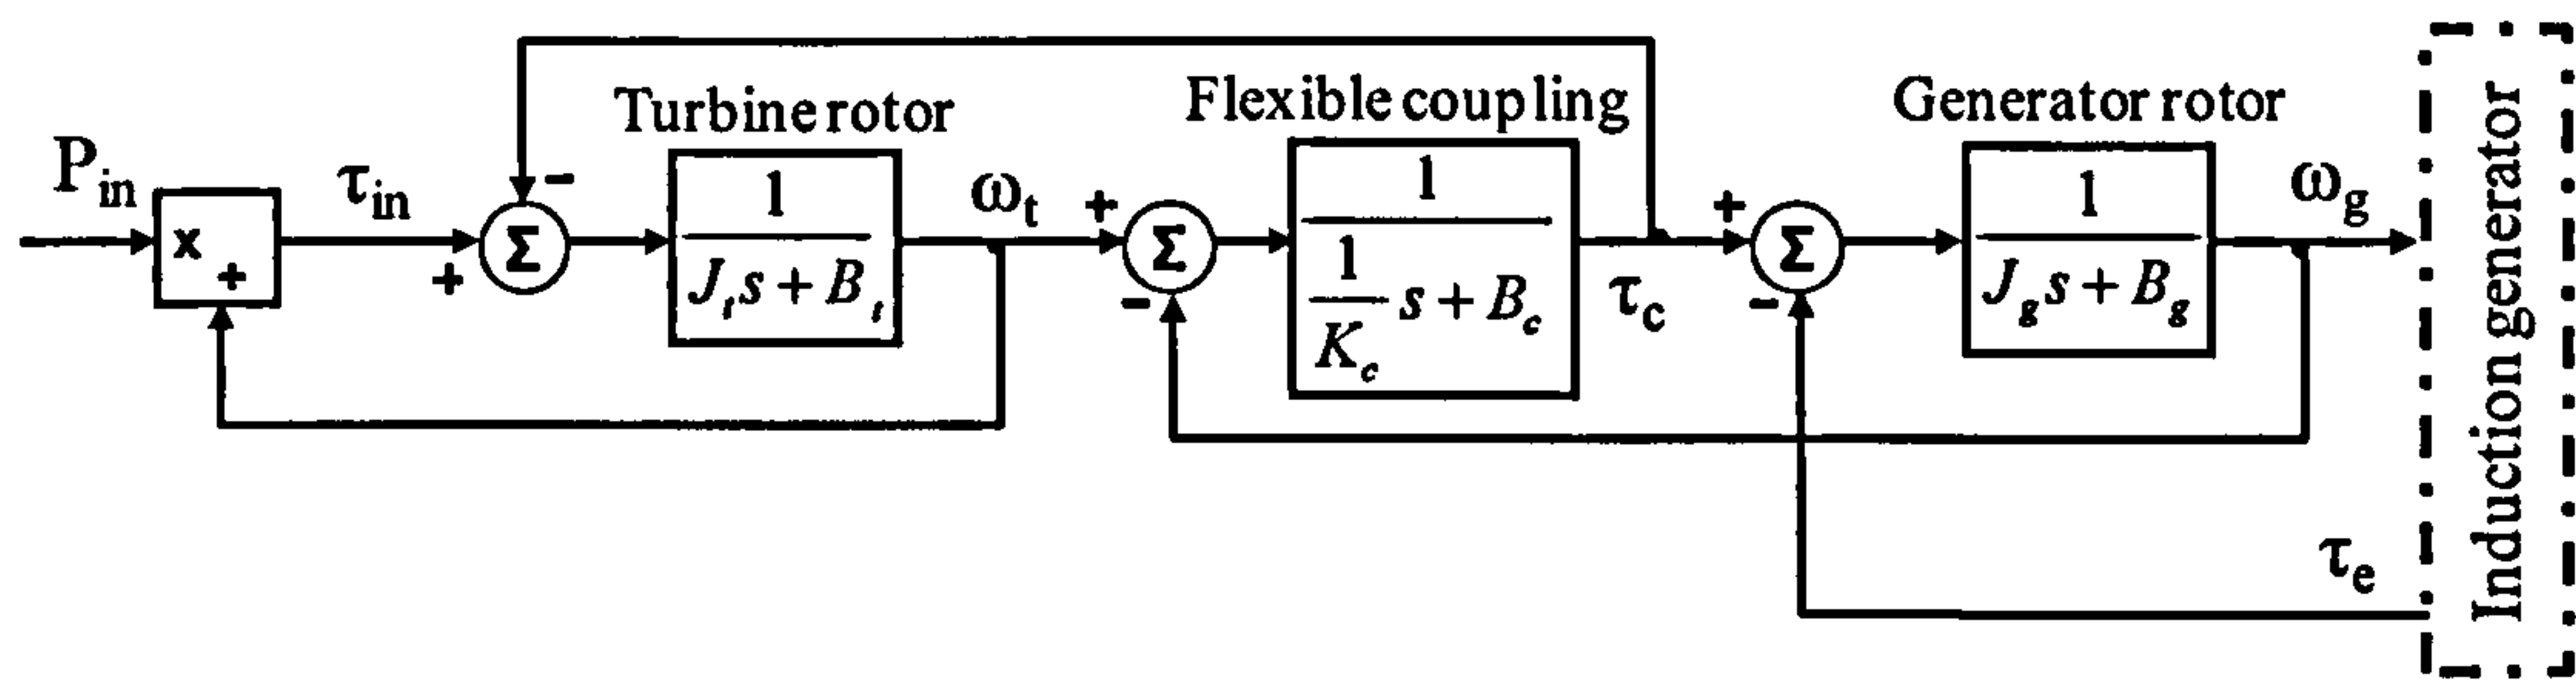 Turbine rotor
Flexible coupling
Generator rotor
P_in
τ_in
-
+
Σ
x
+
1
J_t s + B_t
ω_t
+
Σ
-
1
1
K_c
s + B_c
τ_c
+
Σ
-
1
J_g s + B_g
ω_g
τ_e
Induction generator